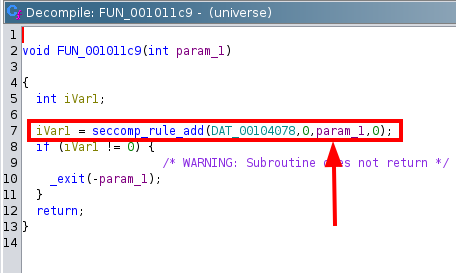 Decompile: FUN_001011c9 - (universe)
1
2 void FUN_001011c9(int param_1)
3
4 {
5 int iVar1;
6
7 iVar1 = seccomp_rule_add(DAT_00104078,0,param_1,0);
8 if (iVar1 != 0) {
9 /* WARNING: Subroutine does not return */
10 _exit(-param_1);
11 }
12 return;
13 }
14